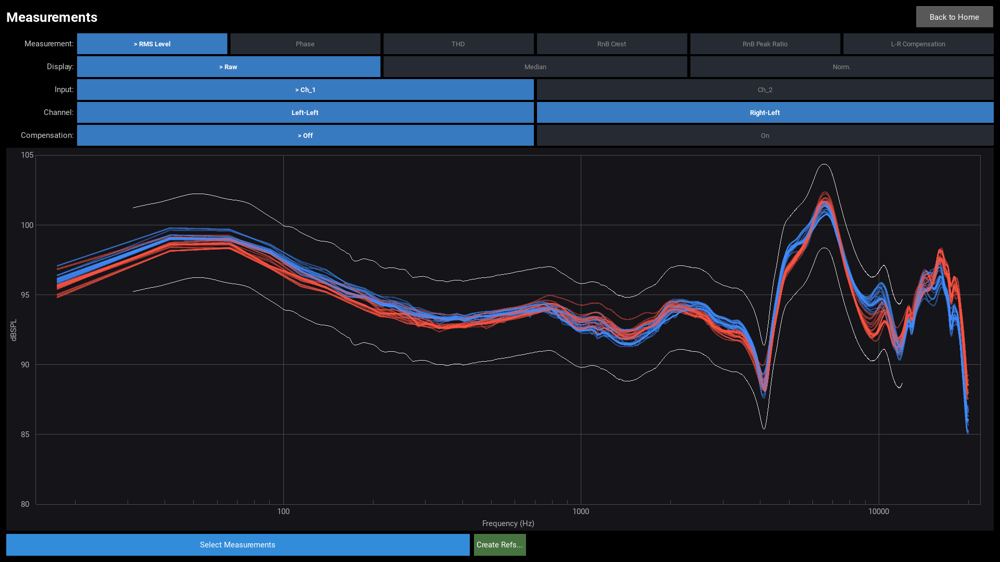 Measurements
Back to Home
Measurement: > RMS Level Phase THD RnB Crest RnB Peak Ratio L-R Compensation
Display: > Raw Median Norm.
Input: > Ch_1 Ch_2
Channel: Left-Left Right-Left
Compensation: > Off On
105
100
95
90
85
80
dBSPL
100 1000 10000
Frequency (Hz)
Select Measurements Create Refs...